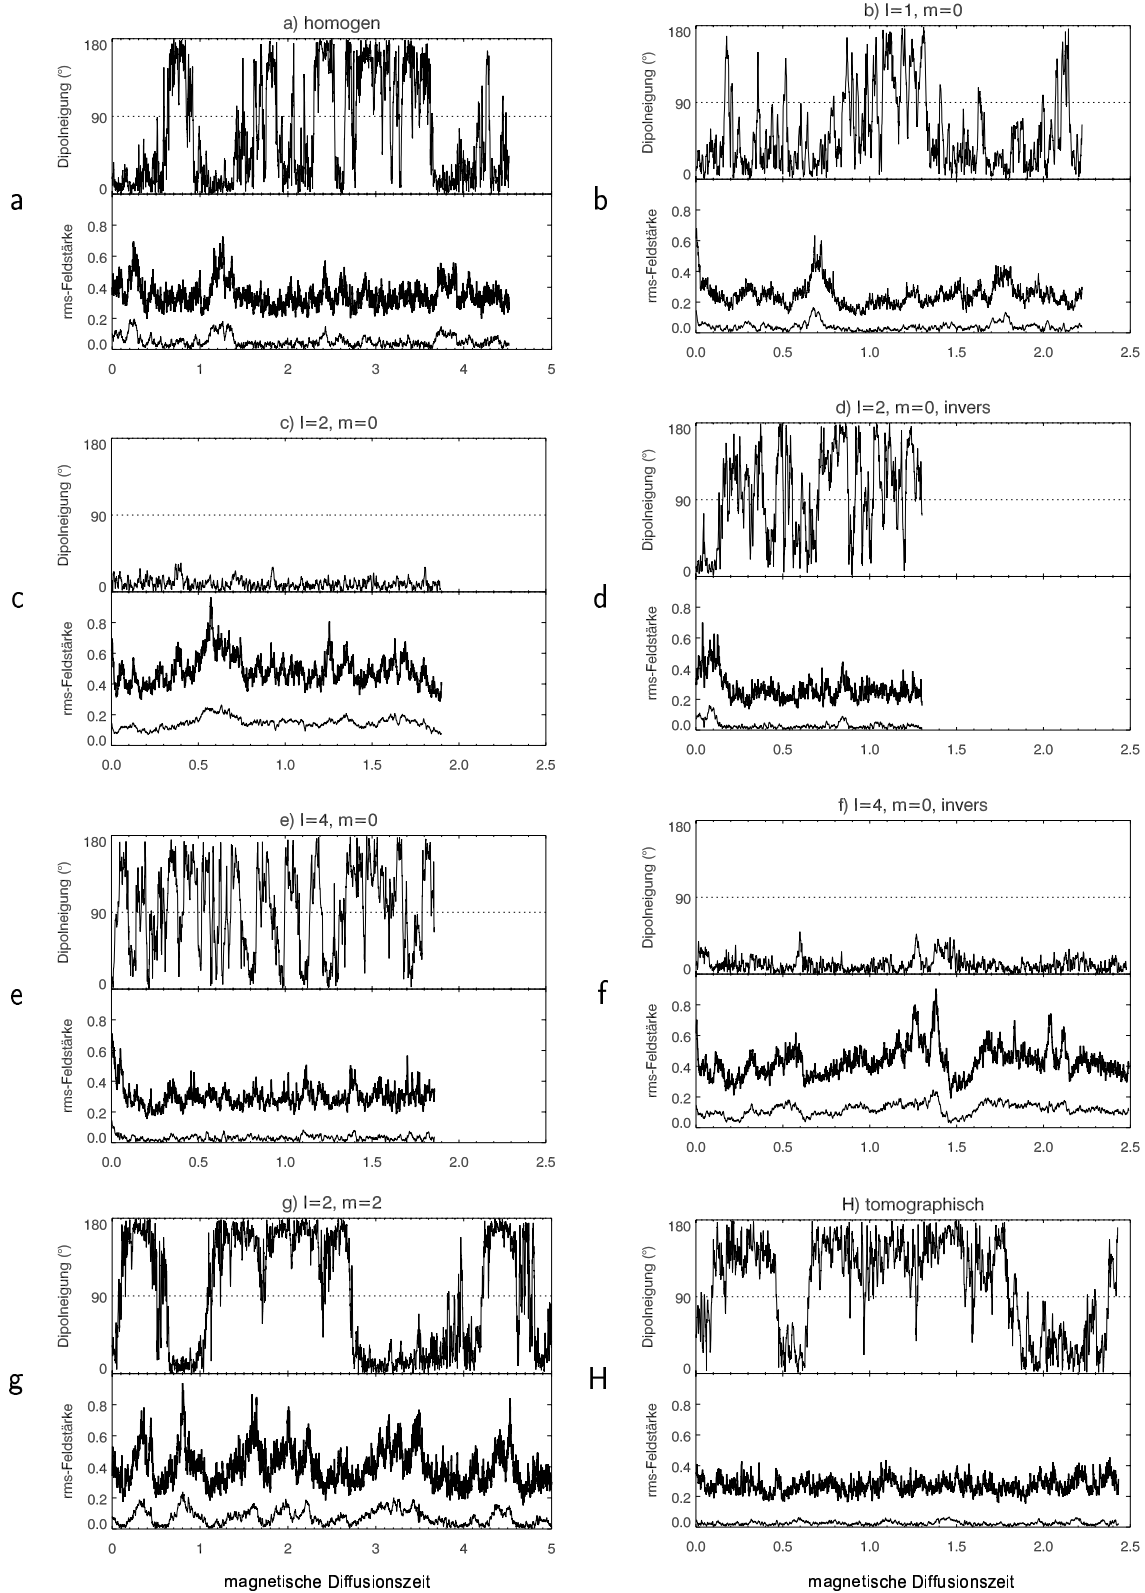 a) homogen
180
90
0
Dipolneigung (°)
a
0.8
0.6
0.4
0.2
0.0
rms-Feldstärke
0 1 2 3 4 5
b) l=1, m=0
180
90
0
Dipolneigung (°)
b
0.8
0.6
0.4
0.2
0.0
rms-Feldstärke
0.0 0.5 1.0 1.5 2.0 2.5
c) l=2, m=0
180
90
0
Dipolneigung (°)
c
0.8
0.6
0.4
0.2
0.0
rms-Feldstärke
0.0 0.5 1.0 1.5 2.0 2.5
d) l=2, m=0, invers
180
90
0
Dipolneigung (°)
d
0.8
0.6
0.4
0.2
0.0
rms-Feldstärke
0.0 0.5 1.0 1.5 2.0 2.5
e) l=4, m=0
180
90
0
Dipolneigung (°)
e
0.8
0.6
0.4
0.2
0.0
rms-Feldstärke
0.0 0.5 1.0 1.5 2.0 2.5
f) l=4, m=0, invers
180
90
0
Dipolneigung (°)
f
0.8
0.6
0.4
0.2
0.0
rms-Feldstärke
0.0 0.5 1.0 1.5 2.0 2.5
g) l=2, m=2
180
90
0
Dipolneigung (°)
g
0.8
0.6
0.4
0.2
0.0
rms-Feldstärke
0 1 2 3 4 5
magnetische Diffusionszeit
H) tomographisch
180
90
0
Dipolneigung (°)
H
0.8
0.6
0.4
0.2
0.0
rms-Feldstärke
0.0 0.5 1.0 1.5 2.0 2.5
magnetische Diffusionszeit